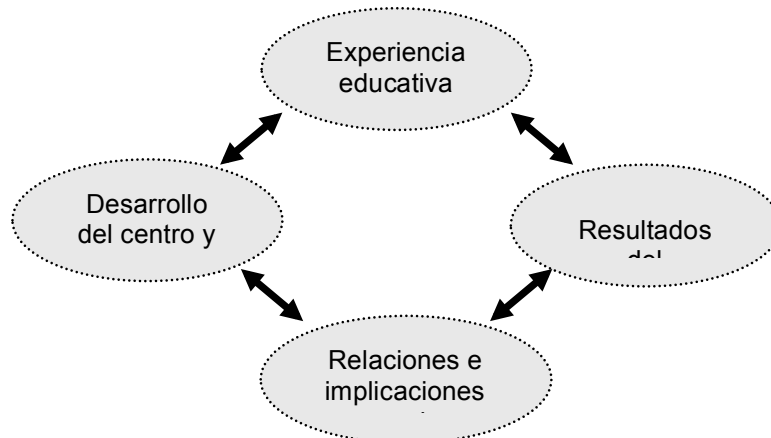 Experiencia
educativa
Desarrollo
del centro y
Resultados
Relaciones e
implicaciones